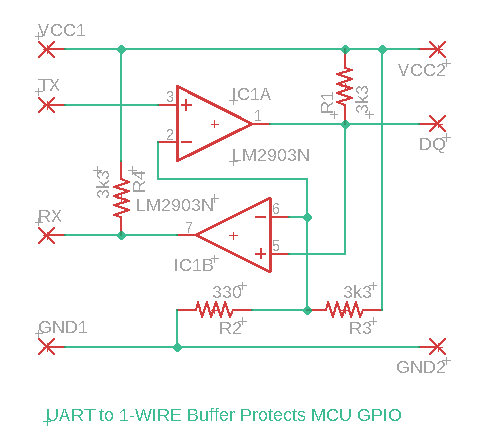 VCC1
VCC2
TX
3
IC1A
1
2
LM2903N
R1
3k3
DQ
3k3
R4
LM2903N
6
RX
7
5
IC1B
330
3k3
R2
R3
GND1
GND2
UART to 1-WIRE Buffer Protects MCU GPIO